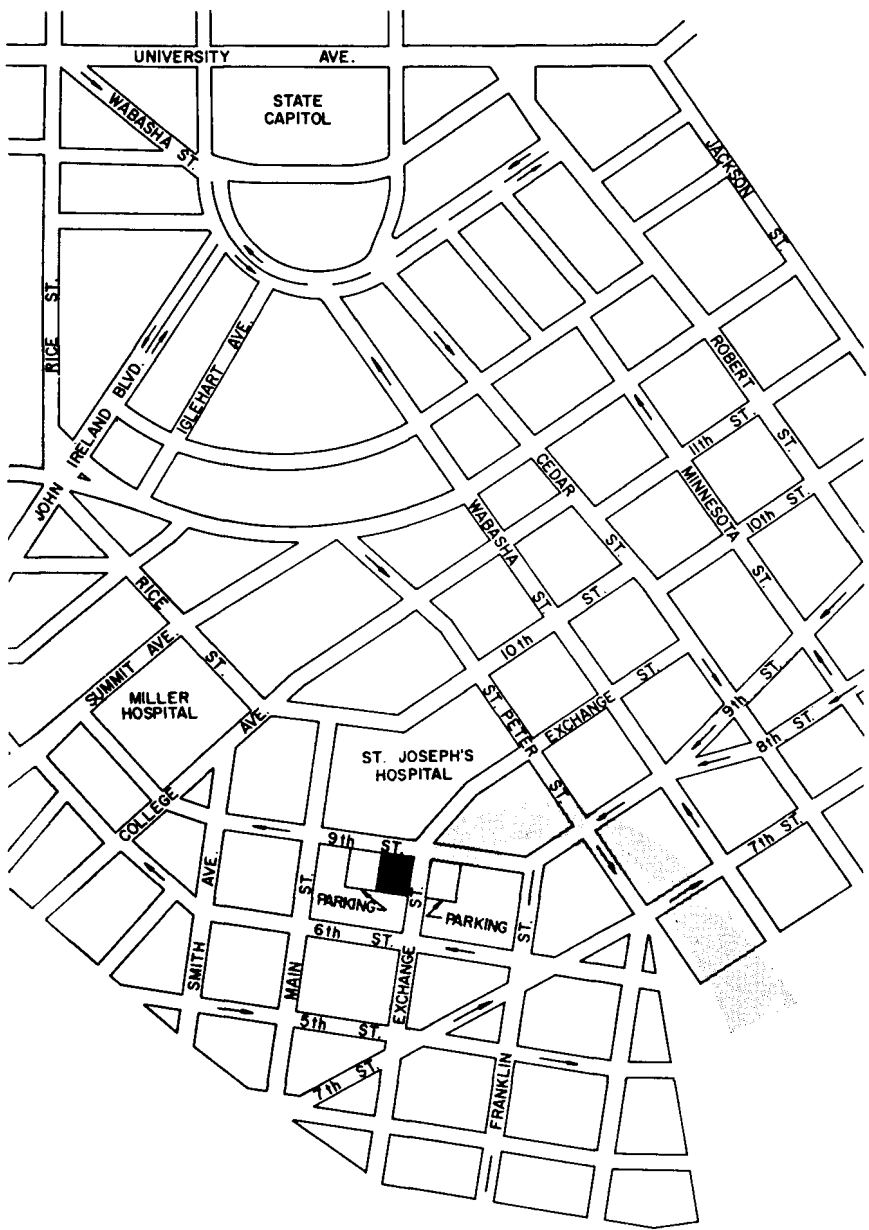 UNIVERSITY AVE.
STATE
CAPITOL
WABASHA ST.
JACKSON ST.
RICE ST.
JOHN IRELAND BLVD.
IGLEHART AVE.
ROBERT ST.
11th ST.
CEDAR ST.
MINNESOTA ST.
10th ST.
WABASHA ST.
RICE ST.
10th ST.
SUMMIT AVE.
MILLER
HOSPITAL
ST. PETER ST.
EXCHANGE ST.
9th ST.
8th ST.
ST. JOSEPH'S
HOSPITAL
COLLEGE AVE.
9th ST.
7th ST.
PARKING
PARKING
6th ST.
SMITH AVE.
MAIN ST.
EXCHANGE ST.
5th ST.
7th ST.
FRANKLIN ST.